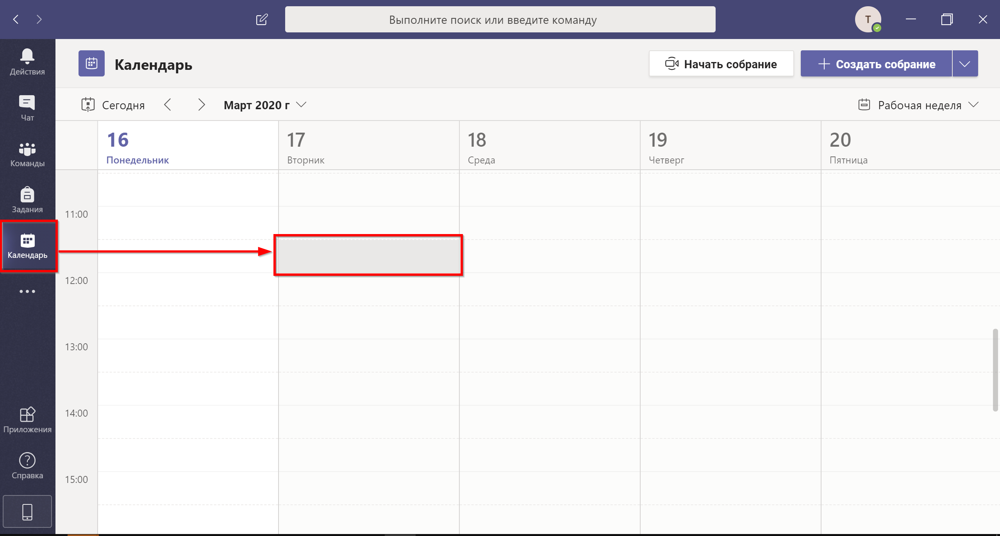 Выполните поиск или введите команду
T
Действия
Чат
Команды
Задания
Календарь
Приложения
Справка
Календарь
Начать собрание
Создать собрание
Сегодня
Март 2020 г
Рабочая неделя
16
Понедельник
17
Вторник
18
Среда
19
Четверг
20
Пятница
11:00
12:00
13:00
14:00
15:00